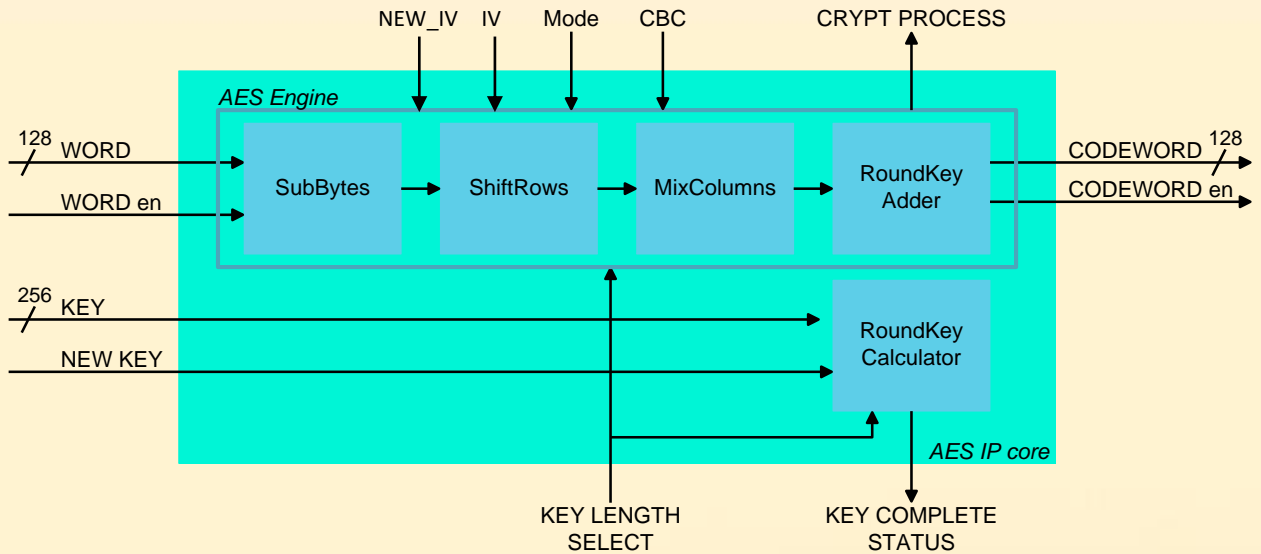 NEW_IV IV Mode CBC CRYPT PROCESS
AES Engine
128
WORD
WORD en
SubBytes
ShiftRows
MixColumns
RoundKey
Adder
CODEWORD 128
CODEWORD en
256
KEY
NEW KEY
RoundKey
Calculator
AES IP core
KEY LENGTH
SELECT
KEY COMPLETE
STATUS